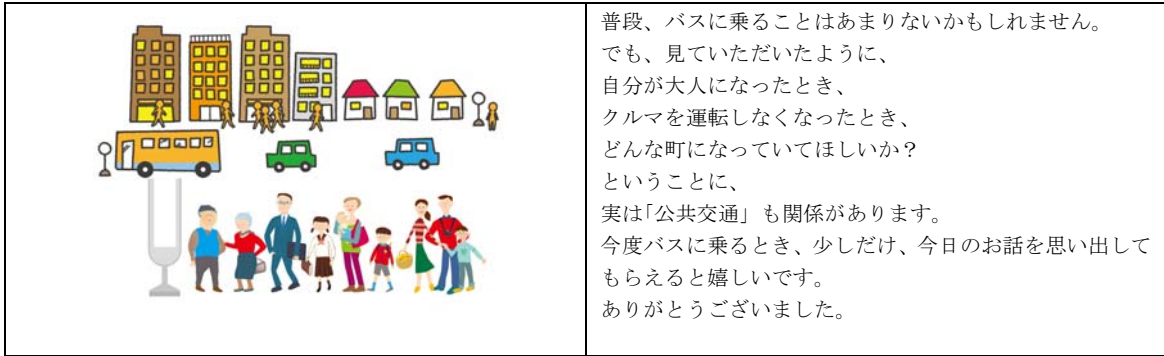 普段、バスに乗ることはあまりないかもしれません。
でも、見ていただいたように、
自分が大人になったとき、
クルマを運転しなくなったとき、
どんな町になっていてほしいか？
ということに、
実は「公共交通」も関係があります。
今度バスに乗るとき、少しだけ、今日のお話を思い出して
もらえると嬉しいです。
ありがとうございました。